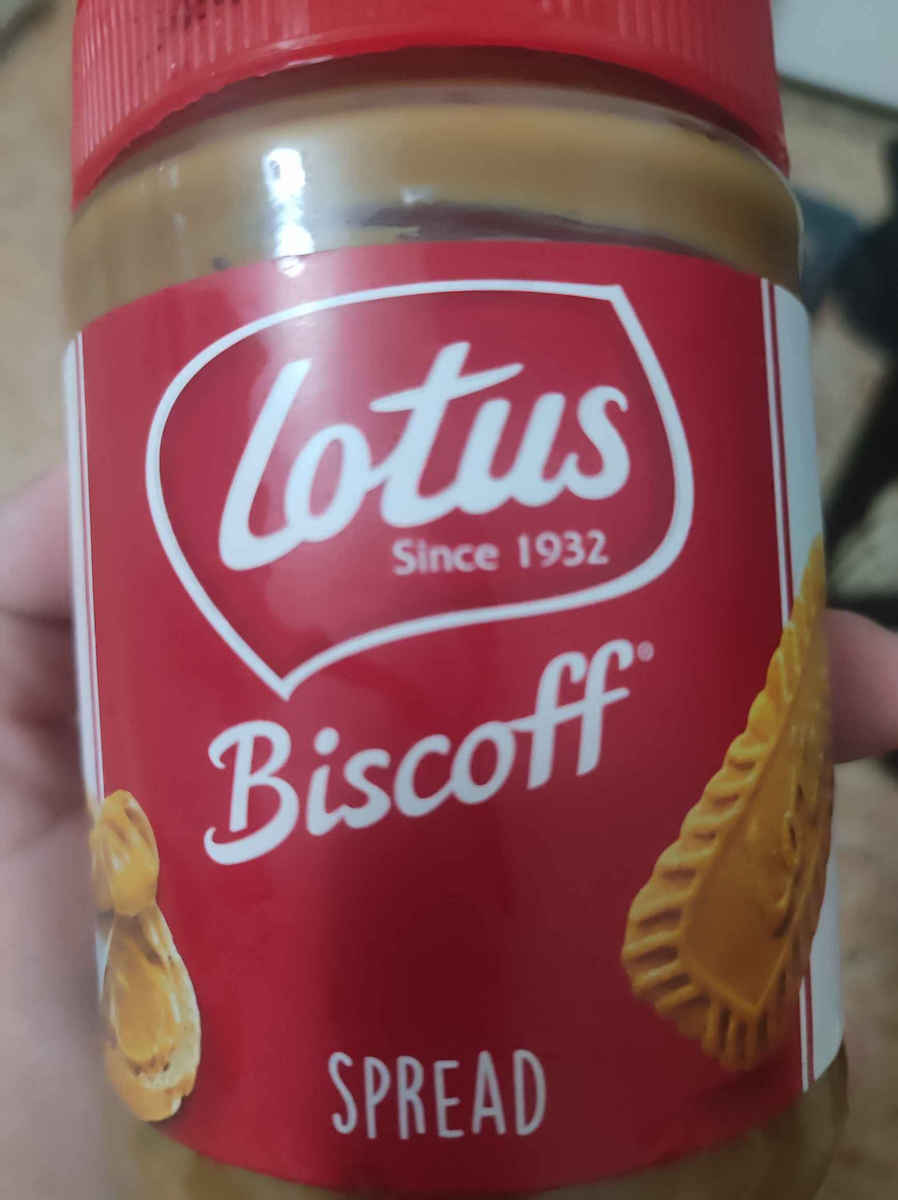 Lotus
Since 1932
Biscoff®
SPREAD